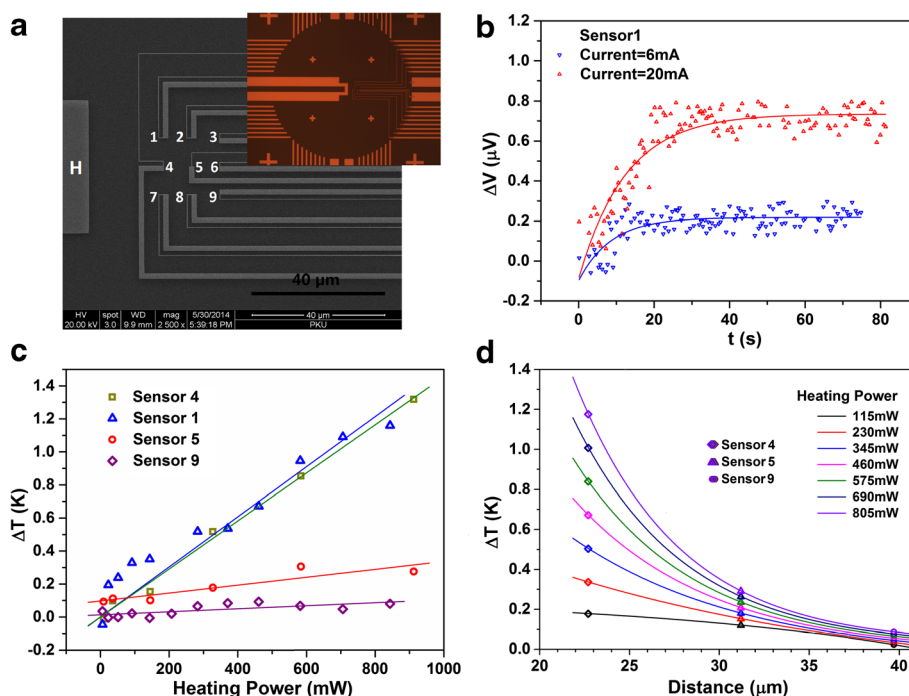 a
H
1 2 3
4 5 6
7 8 9
40 μm
HV spot WD mag 5/30/2014 40 μm
20.00 kV 3.0 9.9 mm 2 500 x 5:39:18 PM PKU
b
Sensor1
Current=6mA
Current=20mA
0.8
0.6
0.4
0.2
0.0
-0.2
ΔV (μV)
0 20 40 60 80
t (s)
c
Sensor 4
Sensor 1
Sensor 5
Sensor 9
1.4
1.2
1.0
0.8
0.6
0.4
0.2
0.0
-0.2
ΔT (K)
0 200 400 600 800 1000
Heating Power (mW)
d
Heating Power
115mW
230mW
345mW
460mW
575mW
690mW
805mW
Sensor 4
Sensor 5
Sensor 9
1.4
1.2
1.0
0.8
0.6
0.4
0.2
0.0
ΔT (K)
20 25 30 35 40
Distance (μm)